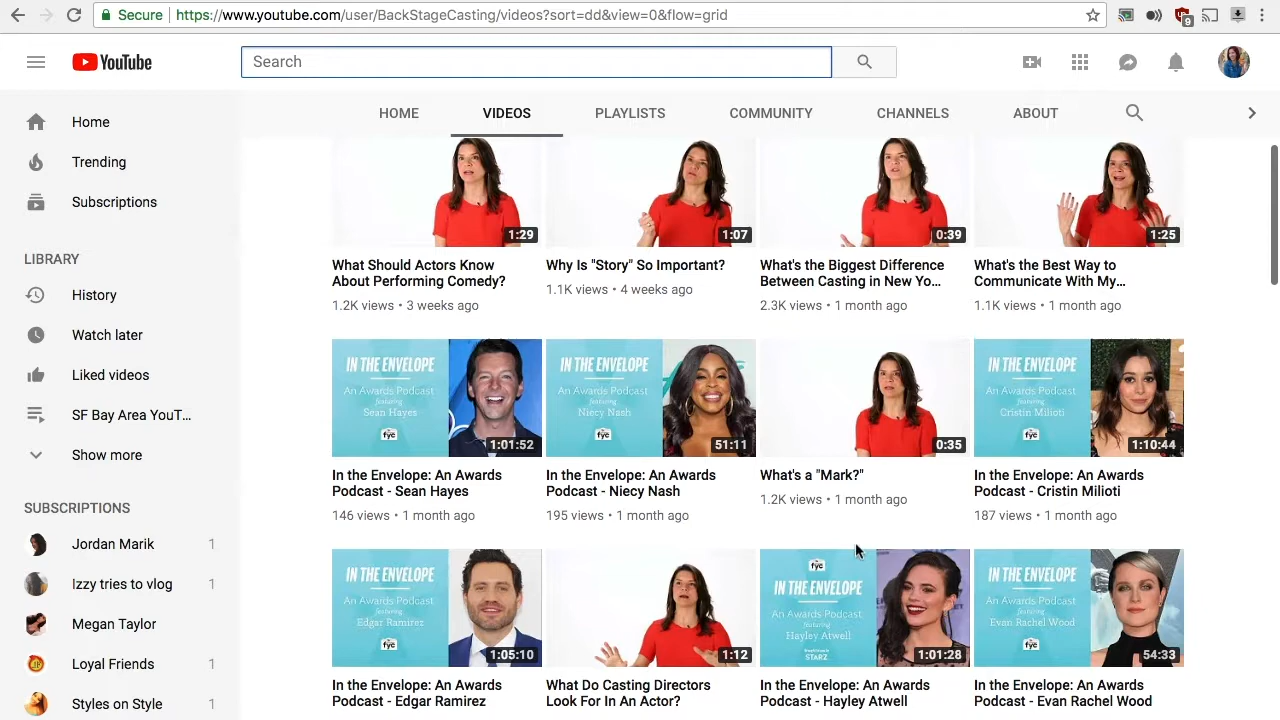 Secure https://www.youtube.com/user/BackStageCasting/videos?sort=dd&view=0&flow=grid
9
YouTube
Search
HOME VIDEOS PLAYLISTS COMMUNITY CHANNELS ABOUT
Home
Trending
Subscriptions
LIBRARY
History
Watch later
Liked videos
SF Bay Area YouT...
Show more
SUBSCRIPTIONS
Jordan Marik 1
Izzy tries to vlog 1
Megan Taylor
Loyal Friends 1
Styles on Style 1
1:29
What Should Actors Know
About Performing Comedy?
1.2K views • 3 weeks ago
1:07
Why Is "Story" So Important?
1.1K views • 4 weeks ago
0:39
What's the Biggest Difference
Between Casting in New Yo...
2.3K views • 1 month ago
1:25
What's the Best Way to
Communicate With My...
1.1K views • 1 month ago
IN THE ENVELOPE
An Awards Podcast
featuring
Sean Hayes
fyc
1:01:52
In the Envelope: An Awards
Podcast - Sean Hayes
146 views • 1 month ago
IN THE ENVELOPE
An Awards Podcast
featuring
Niecy Nash
fyc
51:11
In the Envelope: An Awards
Podcast - Niecy Nash
195 views • 1 month ago
0:35
What's a "Mark?"
1.2K views • 1 month ago
IN THE ENVELOPE
An Awards Podcast
featuring
Cristin Milioti
fyc
1:10:44
In the Envelope: An Awards
Podcast - Cristin Milioti
187 views • 1 month ago
IN THE ENVELOPE
An Awards Podcast
featuring
Edgar Ramirez
fyc
1:05:10
In the Envelope: An Awards
Podcast - Edgar Ramirez
1:12
What Do Casting Directors
Look For In An Actor?
fyc
IN THE ENVELOPE
An Awards Podcast
featuring
Hayley Atwell
STARZ
1:01:28
In the Envelope: An Awards
Podcast - Hayley Atwell
IN THE ENVELOPE
An Awards Podcast
featuring
Evan Rachel Wood
fyc
54:33
In the Envelope: An Awards
Podcast - Evan Rachel Wood